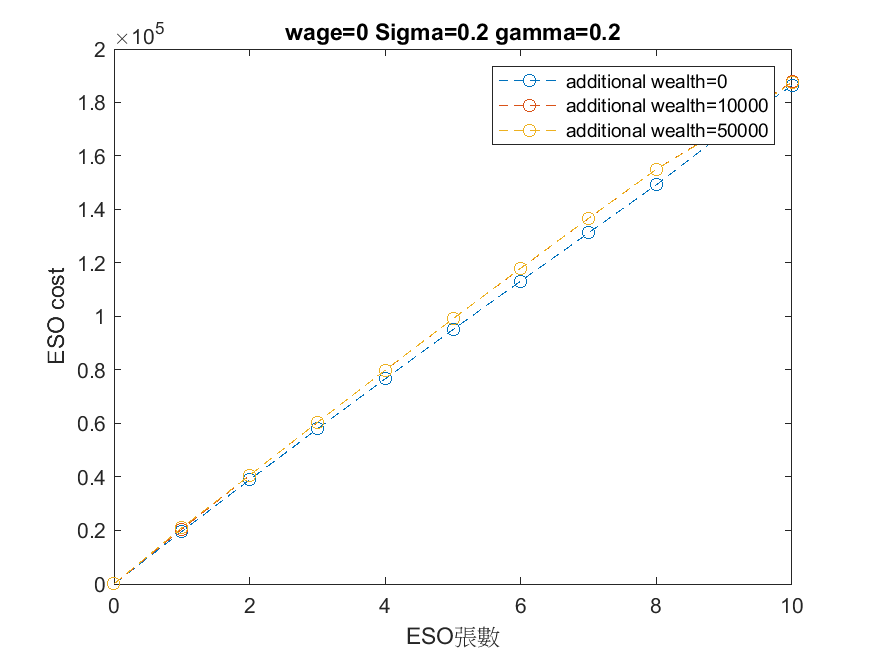 wage=0 Sigma=0.2 gamma=0.2
×10⁵
2
1.8
1.6
1.4
1.2
1
0.8
0.6
0.4
0.2
0
ESO cost
additional wealth=0
additional wealth=10000
additional wealth=50000
0 2 4 6 8 10
ESO張數